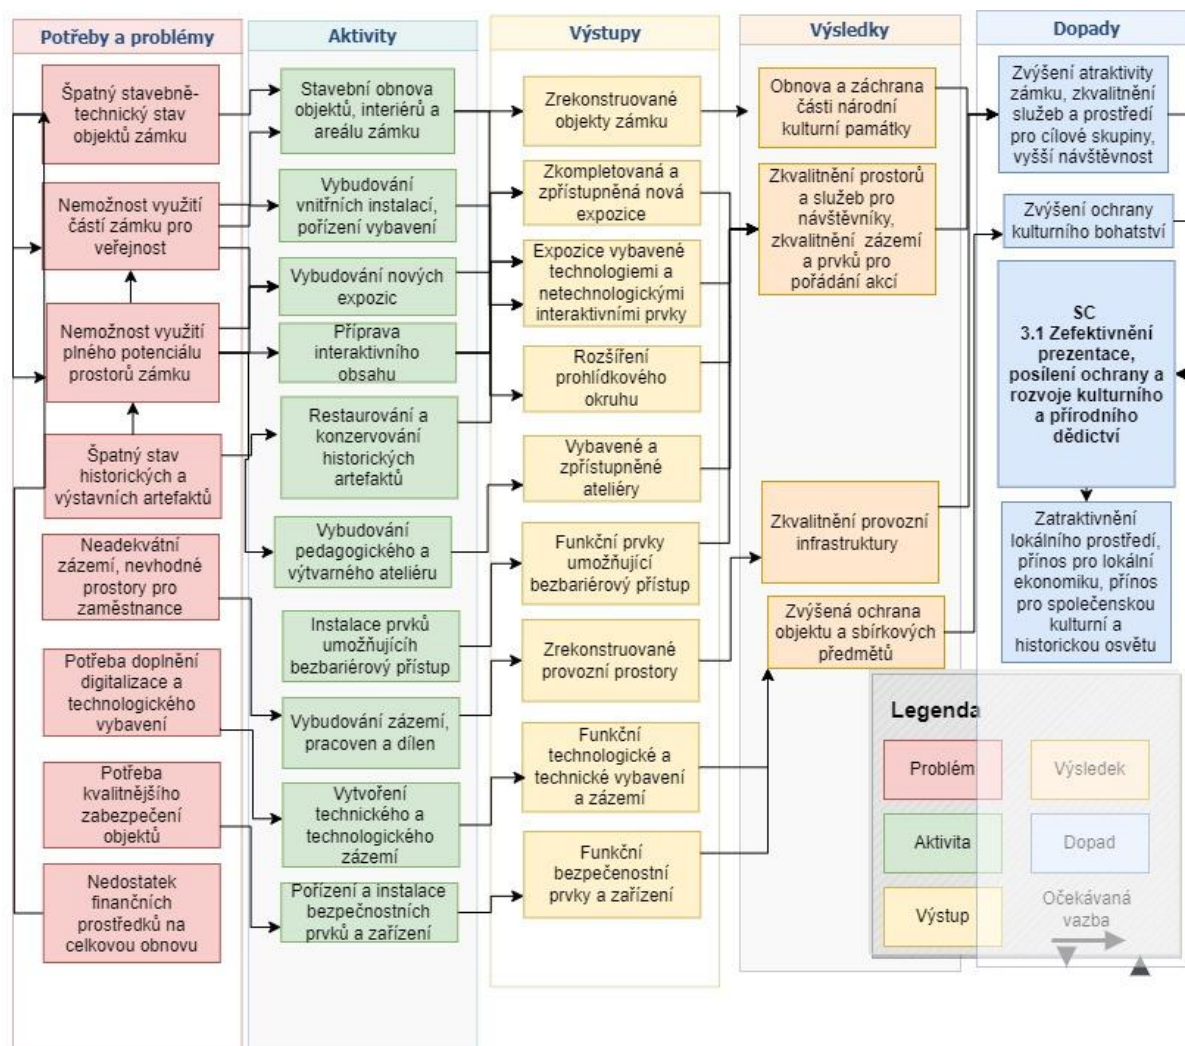 Potřeby a problémy
Špatný stavebně-
technický stav
objektů zámku
Nemožnost využití
částí zámku pro
veřejnost
Nemožnost využití
plného potenciálu
prostorů zámku
Špatný stav
historických a
výstavních artefaktů
Neadekvátní
zázemí, nevhodné
prostory pro
zaměstnance
Potřeba doplnění
digitalizace a
technologického
vybavení
Potřeba
kvalitnějšího
zabezpečení
objektů
Nedostatek
finančních
prostředků na
celkovou obnovu
Aktivity
Stavební obnova
objektů, interiérů a
areálu zámku
Vybudování
vnitřních instalací,
pořízení vybavení
Vybudování nových
expozic
Příprava
interaktivního
obsahu
Restaurování a
konzervování
historických
artefaktů
Vybudování
pedagogického a
výtvarného ateliéru
Instalace prvků
umožňujících
bezbariérový přístup
Vybudování zázemí,
pracoven a dílen
Vytvoření
technického a
technologického
zázemí
Pořízení a instalace
bezpečnostních
prvků a zařízení
Výstupy
Zrekonstruované
objekty zámku
Zkompletovaná a
zpřístupněná nová
expozice
Expozice vybavené
technologiemi a
netechnologickými
interaktivními prvky
Rozšíření
prohlídkového
okruhu
Vybavené a
zpřístupněné
ateliéry
Funkční prvky
umožňující
bezbariérový přístup
Zrekonstruované
provozní prostory
Funkční
technologické a
technické vybavení
a zázemí
Funkční
bezpečenostní
prvky a zařízení
Výsledky
Obnova a záchrana
části národní
kulturní památky
Zkvalitnění prostorů
a služeb pro
návštěvníky,
zkvalitnění zázemí
a prvků pro
pořádání akcí
Zkvalitnění provozní
infrastruktury
Zvýšená ochrana
objektu a sbírkových
předmětů
Dopady
Zvýšení atraktivity
zámku, zkvalitnění
služeb a prostředí
pro cílové skupiny,
vyšší návštěvnost
Zvýšení ochrany
kulturního bohatství
SC
3.1 Zefektivnění
prezentace,
posílení ochrany a
rozvoje kulturního
a přírodního
dědictví
Zatraktivnění
lokálního prostředí,
přínos pro lokální
ekonomiku, přínos
pro společenskou
kulturní a
historickou osvětu
Legenda
Problém
Výsledek
Aktivita
Dopad
Výstup
Očekávaná
vazba